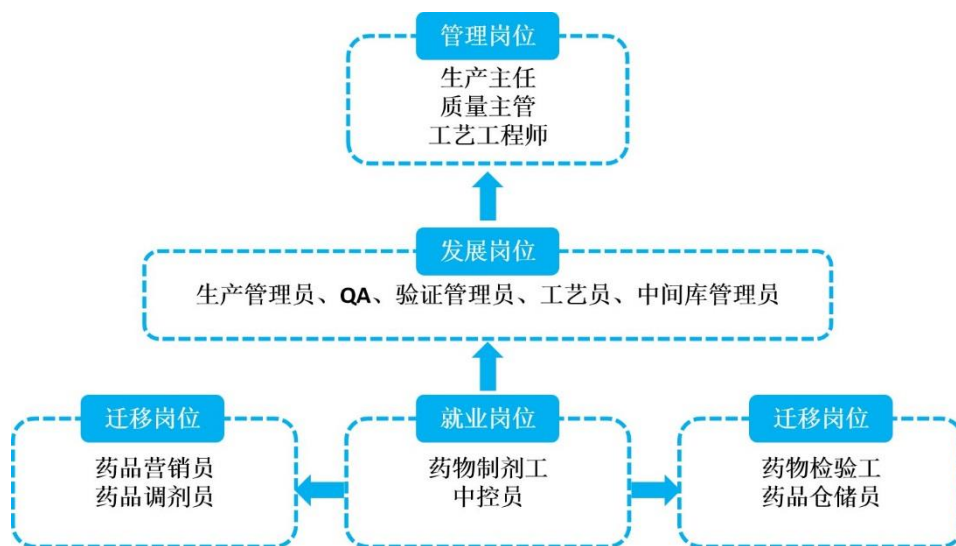 管理岗位
生产主任
质量主管
工艺工程师
发展岗位
生产管理员、QA、验证管理员、工艺员、中间库管理员
迁移岗位
药品营销员
药品调剂员
就业岗位
药物制剂工
中控员
迁移岗位
药物检验工
药品仓储员